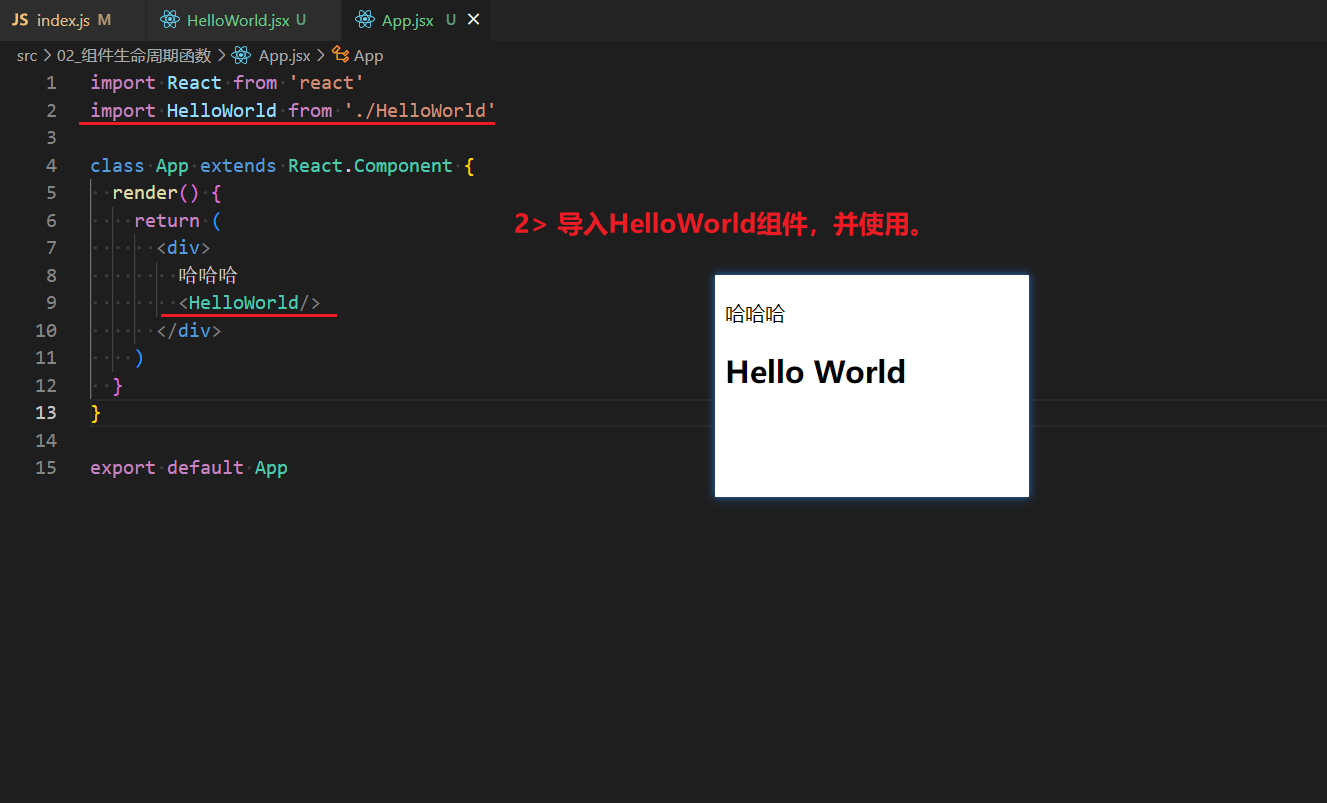 JS index.js M HelloWorld.jsx U App.jsx U ×
src > 02_组件生命周期函数 > App.jsx > App
1 import React from 'react'
2 import HelloWorld from './HelloWorld'
3
4 class App extends React.Component {
5 render() {
6 return (
7 <div>
8 哈哈哈
9 <HelloWorld/>
10 </div>
11 )
12 }
13 }
14
15 export default App
2> 导入HelloWorld组件，并使用。
哈哈哈
Hello World